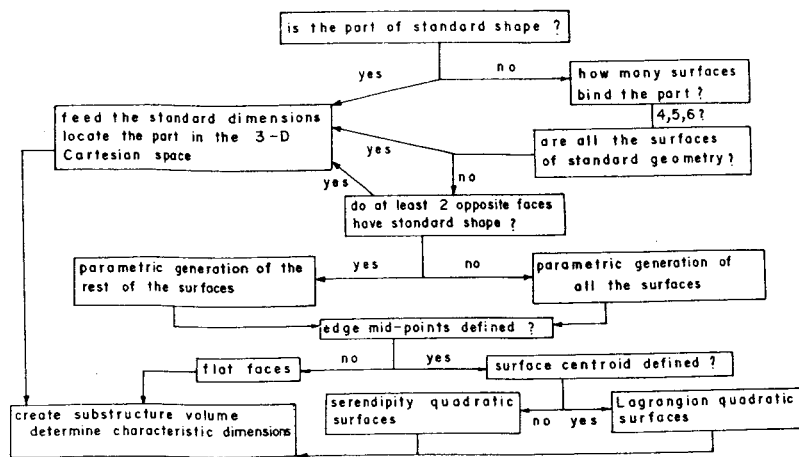 is the part of standard shape ?
yes
no
how many surfaces
bind the part ?
4,5,6?
feed the standard dimensions
locate the part in the 3-D
Cartesian space
yes
are all the surfaces
of standard geometry ?
yes
no
do at least 2 opposite faces
have standard shape ?
parametric generation of the
rest of the surfaces
yes
no
parametric generation of
all the surfaces
edge mid-points defined ?
no
yes
flat faces
surface centroid defined ?
create substructure volume
determine characteristic dimensions
serendipity quadratic
surfaces
no
yes
Lagrangian quadratic
surfaces